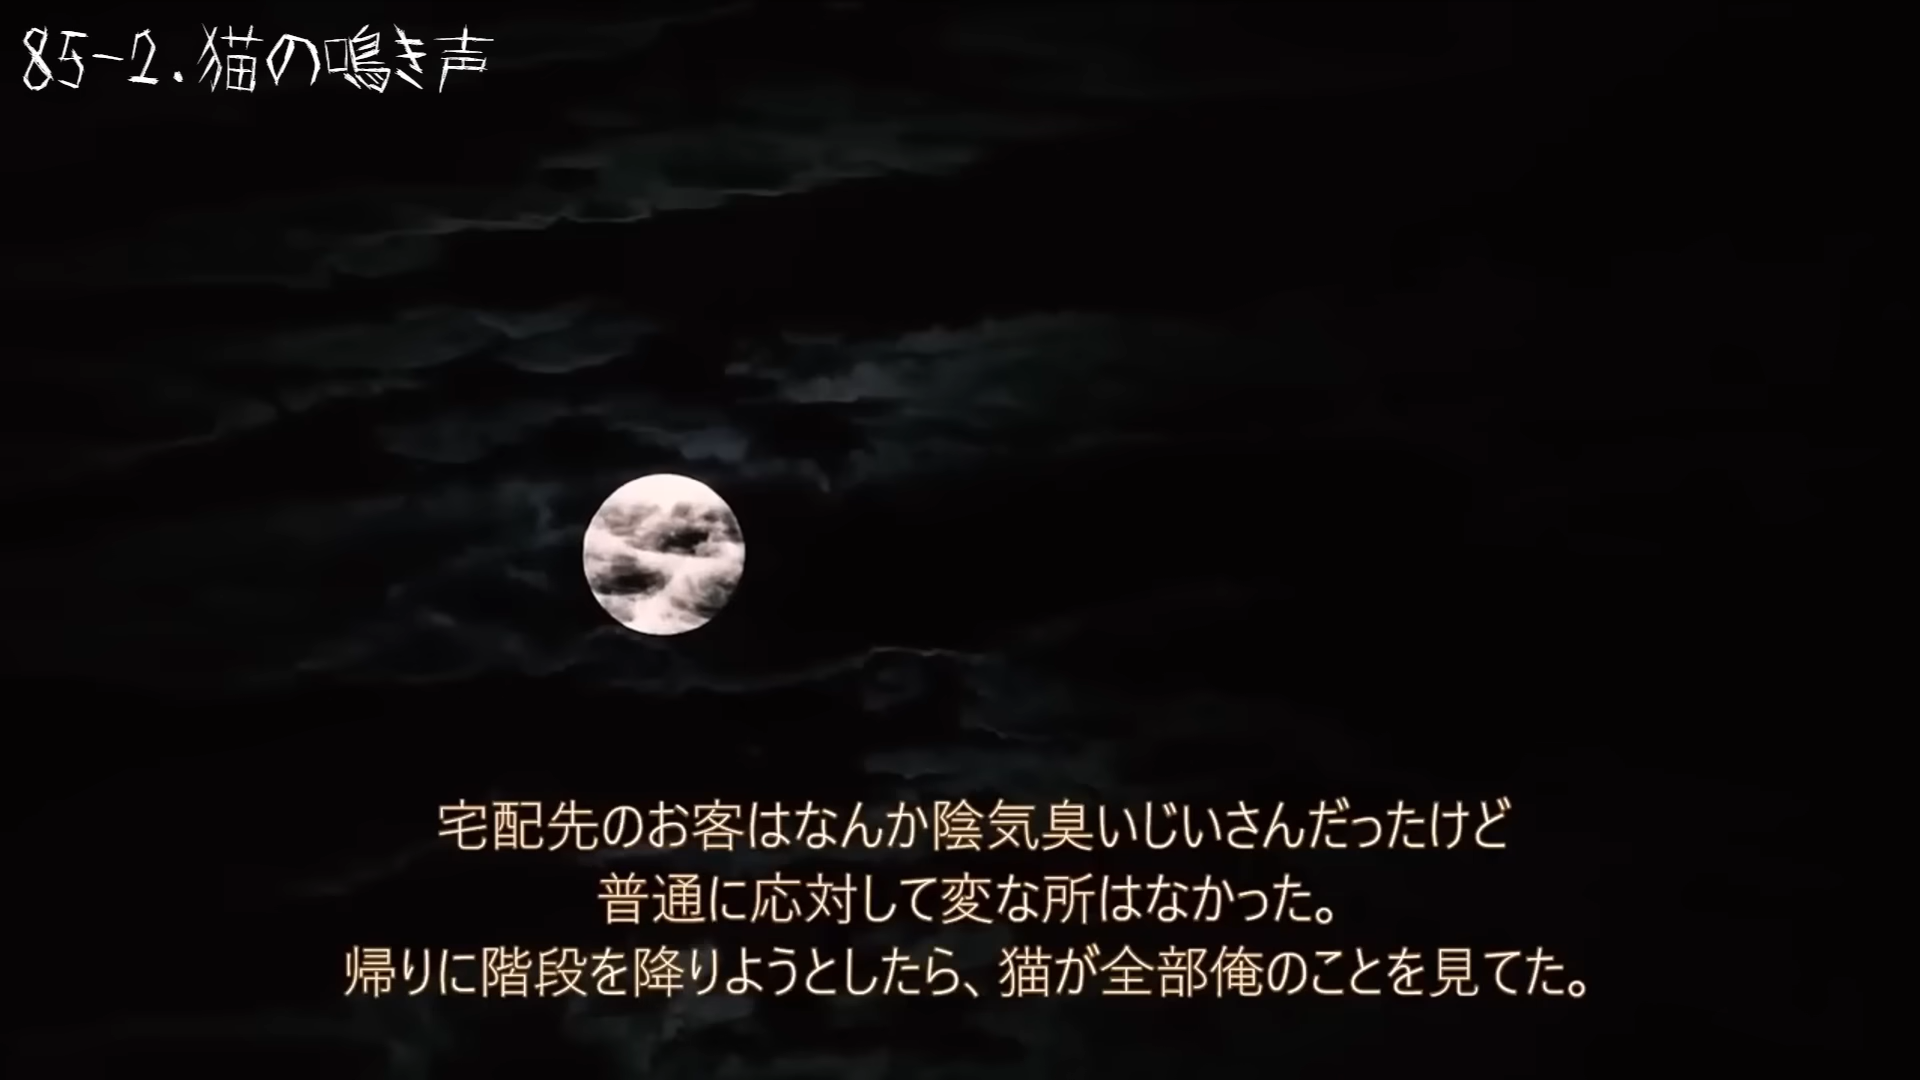 85-2.猫の鳴き声
宅配先のお客はなんか陰気臭いじいさんだったけど
普通に応対して変な所はなかった。
帰りに階段を降りようとしたら、猫が全部俺のことを見てた。